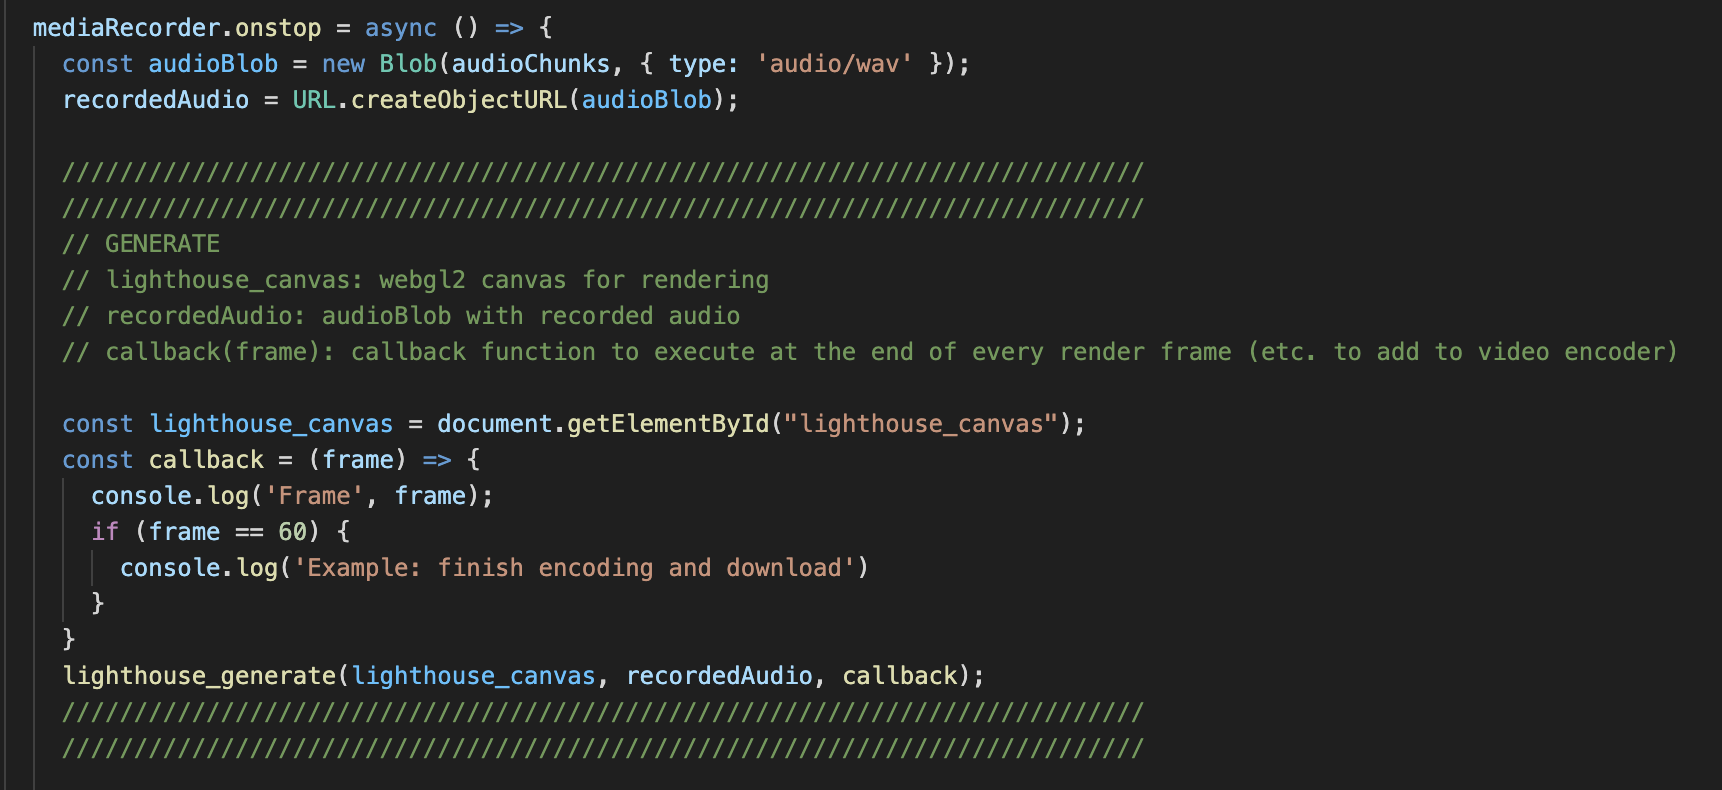 mediaRecorder.onstop = async () => {
const audioBlob = new Blob(audioChunks, { type: 'audio/wav' });
recordedAudio = URL.createObjectURL(audioBlob);
///////////////////////////////////////////////////////////////////////////
///////////////////////////////////////////////////////////////////////////
// GENERATE
// lighthouse_canvas: webgl2 canvas for rendering
// recordedAudio: audioBlob with recorded audio
// callback(frame): callback function to execute at the end of every render frame (etc. to add to video encoder)
const lighthouse_canvas = document.getElementById("lighthouse_canvas");
const callback = (frame) => {
console.log('Frame', frame);
if (frame == 60) {
console.log('Example: finish encoding and download')
}
}
lighthouse_generate(lighthouse_canvas, recordedAudio, callback);
///////////////////////////////////////////////////////////////////////////
///////////////////////////////////////////////////////////////////////////